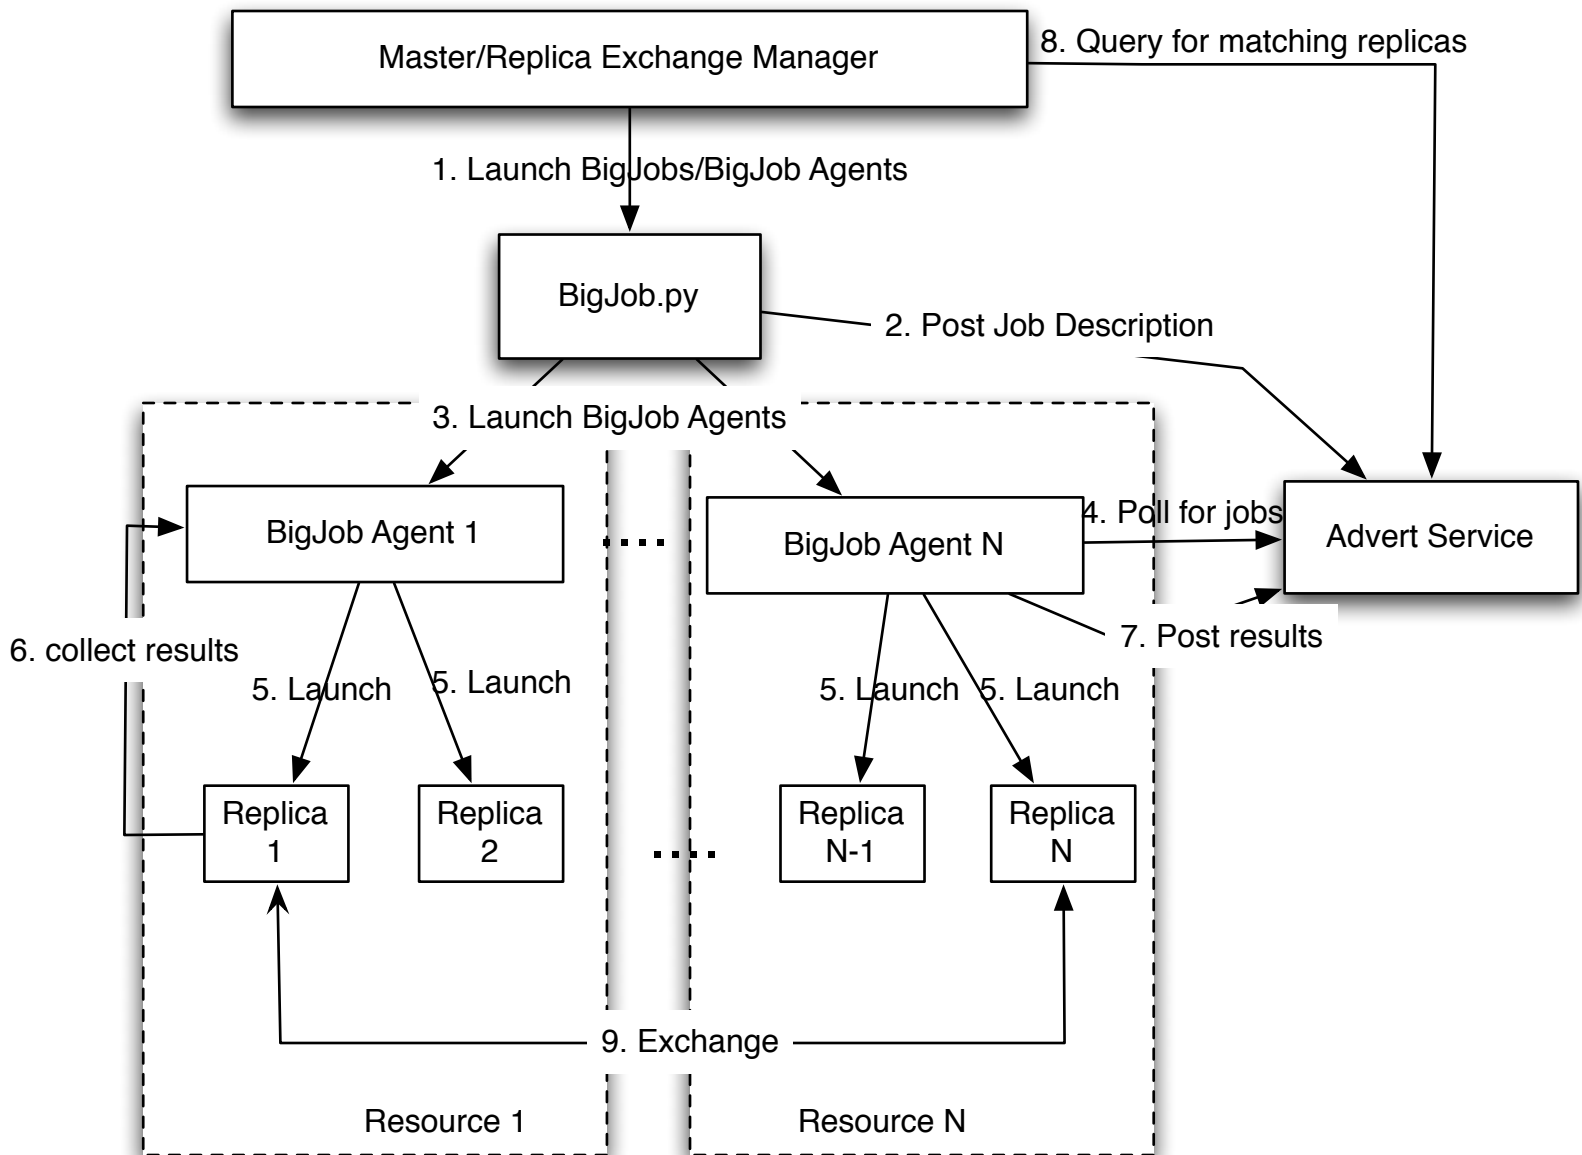 Master/Replica Exchange Manager
8. Query for matching replicas
1. Launch BigJobs/BigJob Agents
BigJob.py
2. Post Job Description
3. Launch BigJob Agents
BigJob Agent 1
BigJob Agent N
4. Poll for jobs
Advert Service
6. collect results
7. Post results
5. Launch
5. Launch
5. Launch
5. Launch
Replica
1
Replica
2
Replica
N-1
Replica
N
9. Exchange
Resource 1
Resource N